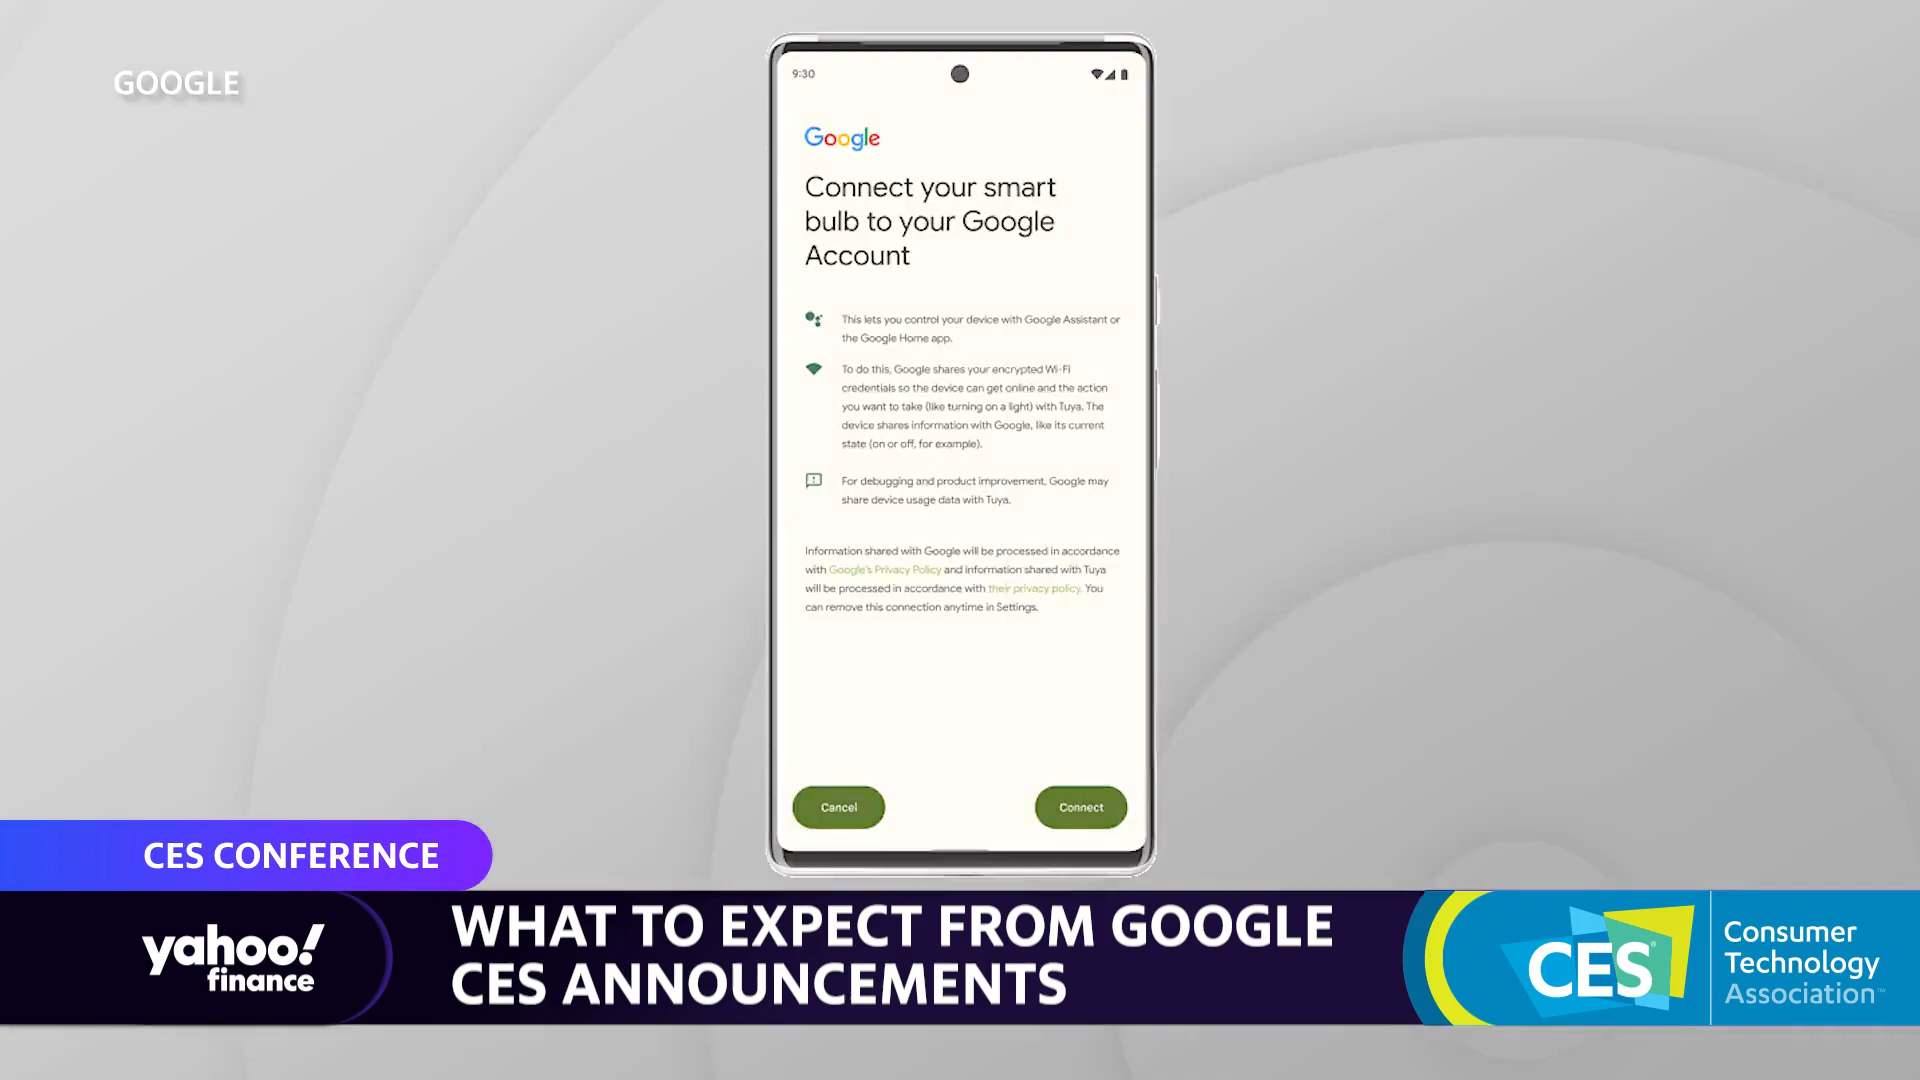 GOOGLE
9:30
Google
Connect your smart
bulb to your Google
Account
This lets you control your device with Google Assistant or
the Google Home app.
To do this, Google shares your encrypted Wi-Fi
credentials so the device can get online and the action
you want to take (like turning on a light) with Tuya. The
device shares information with Google, like its current
state (on or off, for example).
For debugging and product improvement, Google may
share device usage data with Tuya.
Information shared with Google will be processed in accordance
with Google's Privacy Policy and information shared with Tuya
will be processed in accordance with their privacy policy. You
can remove this connection anytime in Settings.
Cancel
Connect
CES CONFERENCE
yahoo!
finance
WHAT TO EXPECT FROM GOOGLE
CES ANNOUNCEMENTS
CES®
Consumer
Technology
Association™